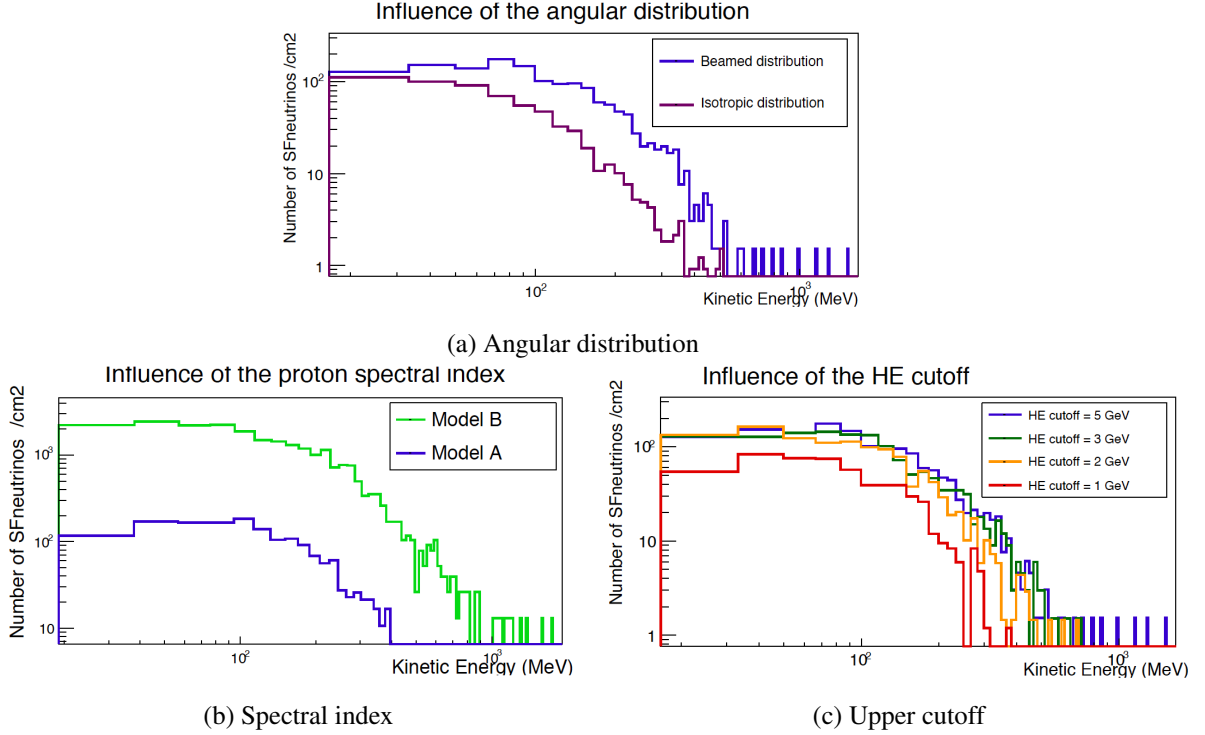 Influence of the angular distribution
Number of SFneutrinos /cm2
10²
10
1
Beamed distribution
Isotropic distribution
10²
10³
Kinetic Energy (MeV)
(a) Angular distribution
Influence of the proton spectral index
Number of SFneutrinos /cm2
10³
10²
10
Model B
Model A
10²
10³
Kinetic Energy (MeV)
(b) Spectral index
Influence of the HE cutoff
Number of SFneutrinos /cm2
10²
10
1
HE cutoff = 5 GeV
HE cutoff = 3 GeV
HE cutoff = 2 GeV
HE cutoff = 1 GeV
10²
10³
Kinetic Energy (MeV)
(c) Upper cutoff